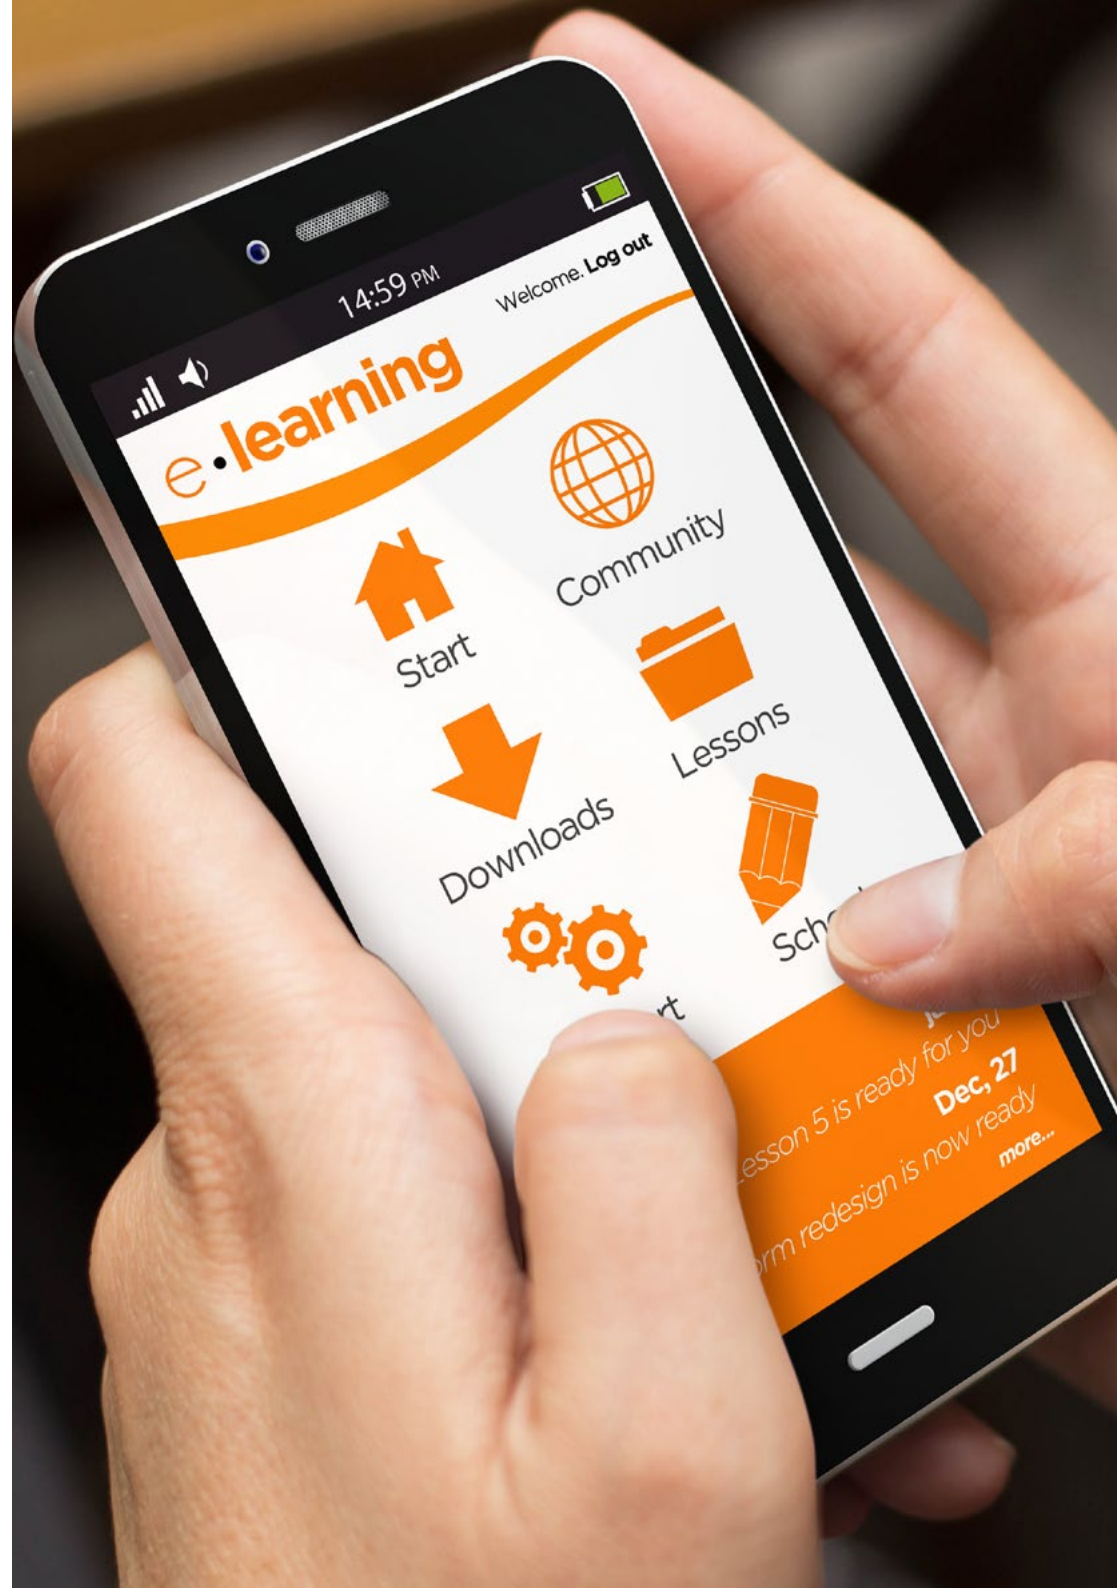 14:59 PM
Welcome. Log out
e·learning
Start
Community
Downloads
Lessons
5 is ready for you
Dec, 27
redesign is now ready
more...